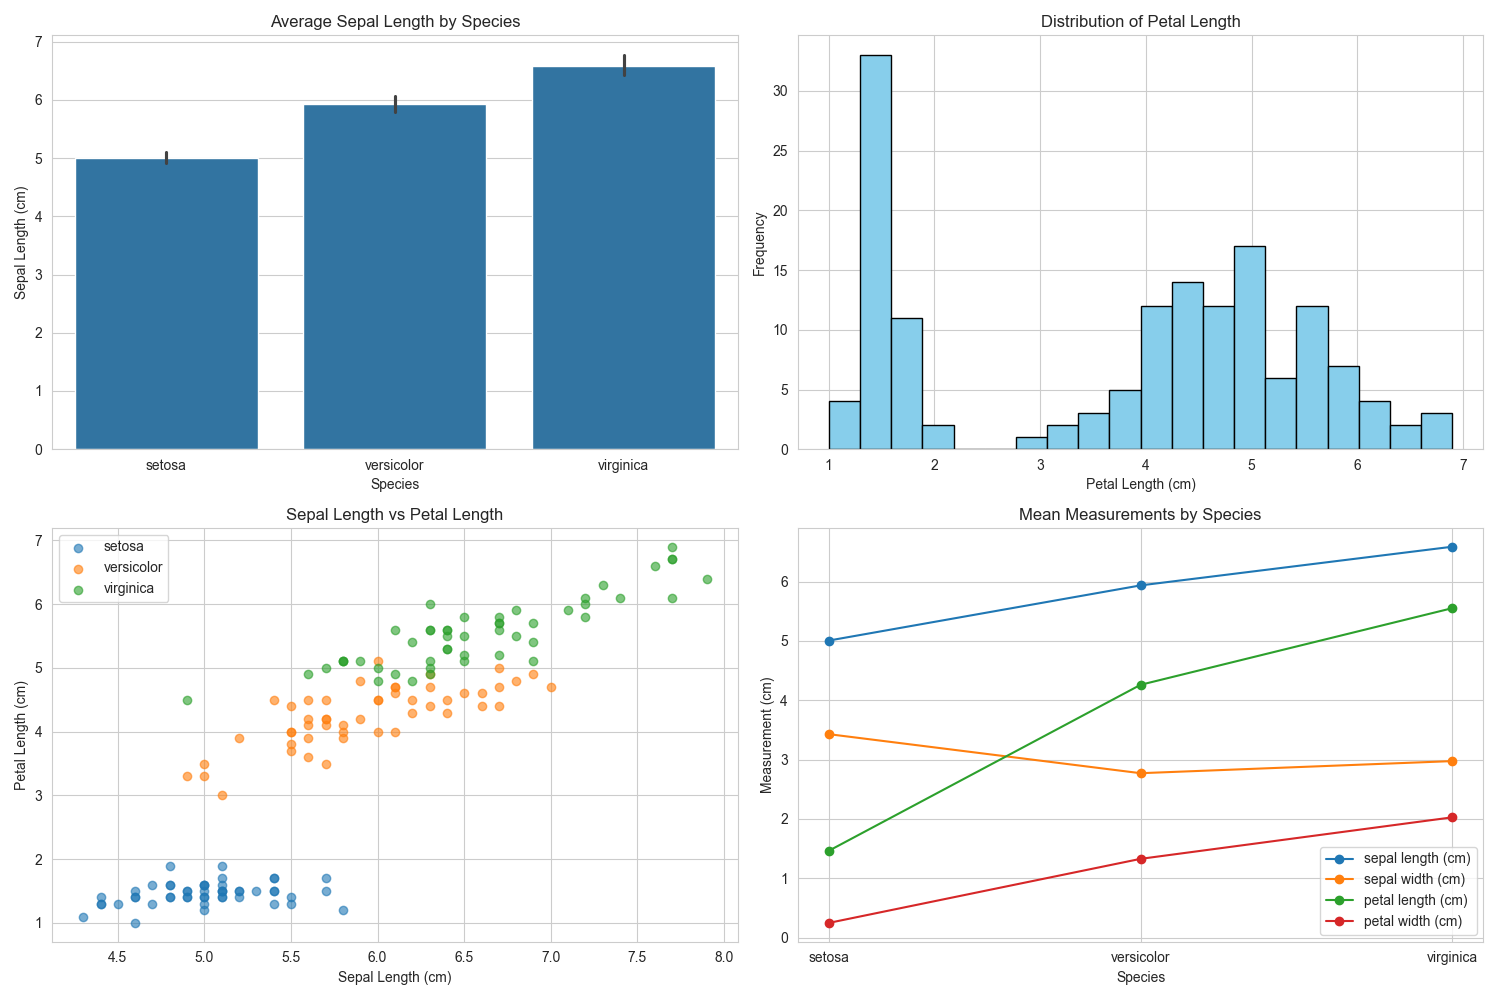 Average Sepal Length by Species
7
6
5
4
3
2
1
0
Sepal Length (cm)
setosa versicolor virginica
Species
Distribution of Petal Length
30
25
20
15
10
5
0
Frequency
1 2 3 4 5 6 7
Petal Length (cm)
Sepal Length vs Petal Length
setosa
versicolor
virginica
7
6
5
4
3
2
1
Petal Length (cm)
4.5 5.0 5.5 6.0 6.5 7.0 7.5 8.0
Sepal Length (cm)
Mean Measurements by Species
6
5
4
3
2
1
0
Measurement (cm)
sepal length (cm)
sepal width (cm)
petal length (cm)
petal width (cm)
setosa versicolor virginica
Species